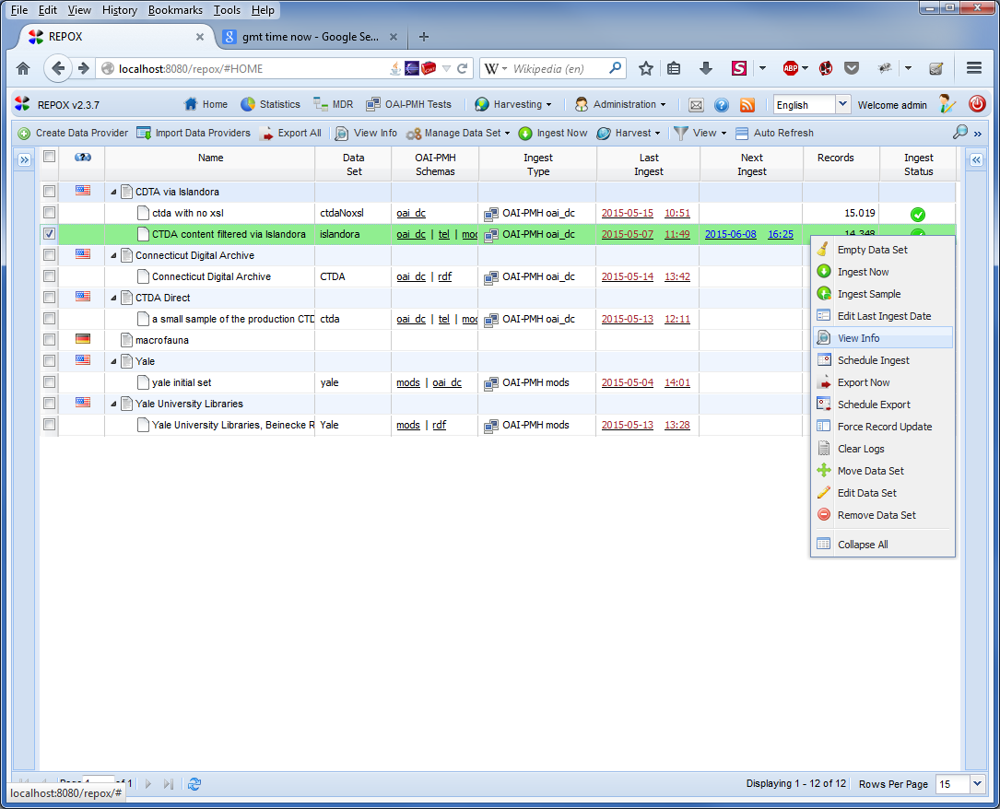 File Edit View History Bookmarks Tools Help
REPOX
gmt time now - Google Se...
localhost:8080/repox/#HOME
Wikipedia (en)
ABP
REPOX v2.3.7 Home Statistics MDR OAI-PMH Tests Harvesting Administration English Welcome admin
Create Data Provider Import Data Providers Export All View Info Manage Data Set Ingest Now Harvest View Auto Refresh
Name Data Set OAI-PMH Schemas Ingest Type Last Ingest Next Ingest Records Ingest Status
CDTA via Islandora
ctda with no xsl ctdaNoxsl oai_dc OAI-PMH oai_dc 2015-05-15 10:51 15.019
CTDA content filtered via Islandora islandora oai_dc | tel | moc OAI-PMH oai_dc 2015-05-07 11:49 2015-06-08 16:25 14.348
Connecticut Digital Archive
Connecticut Digital Archive CTDA oai_dc | rdf OAI-PMH oai_dc 2015-05-14 13:42
CTDA Direct
a small sample of the production CTD ctda oai_dc | tel | moc OAI-PMH oai_dc 2015-05-13 12:11
macrofauna
Yale
yale initial set yale mods | oai_dc OAI-PMH mods 2015-05-04 14:01
Yale University Libraries
Yale University Libraries, Beinecke R Yale mods | rdf OAI-PMH mods 2015-05-13 13:28
Empty Data Set
Ingest Now
Ingest Sample
Edit Last Ingest Date
View Info
Schedule Ingest
Export Now
Schedule Export
Force Record Update
Clear Logs
Move Data Set
Edit Data Set
Remove Data Set
Collapse All
Page 1 of 1 Displaying 1 - 12 of 12 Rows Per Page 15
localhost:8080/repox/#